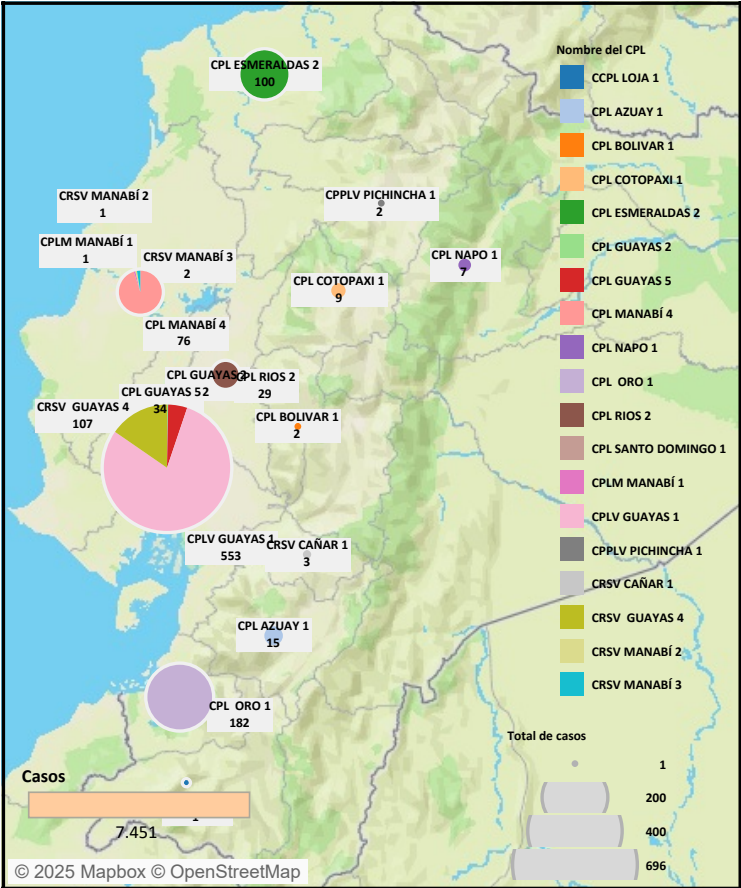 CPL ESMERALDAS 2
100
CRSV MANABÍ 2
1
CPPLV PICHINCHA 1
2
CPLM MANABÍ 1
1
CRSV MANABÍ 3
2
CPL NAPO 1
7
CPL COTOPAXI 1
9
CPL MANABÍ 4
76
CPL GUAYAS 2
2
CPL RIOS 2
29
CPL GUAYAS 5
34
CRSV GUAYAS 4
107
CPL BOLIVAR 1
2
CPLV GUAYAS 1
553
CRSV CAÑAR 1
3
CPL AZUAY 1
15
CPL ORO 1
182
1
Casos
7.451
Nombre del CPL
CCPL LOJA 1
CPL AZUAY 1
CPL BOLIVAR 1
CPL COTOPAXI 1
CPL ESMERALDAS 2
CPL GUAYAS 2
CPL GUAYAS 5
CPL MANABÍ 4
CPL NAPO 1
CPL ORO 1
CPL RIOS 2
CPL SANTO DOMINGO 1
CPLM MANABÍ 1
CPLV GUAYAS 1
CPPLV PICHINCHA 1
CRSV CAÑAR 1
CRSV GUAYAS 4
CRSV MANABÍ 2
CRSV MANABÍ 3
Total de casos
1
200
400
696
© 2025 Mapbox © OpenStreetMap